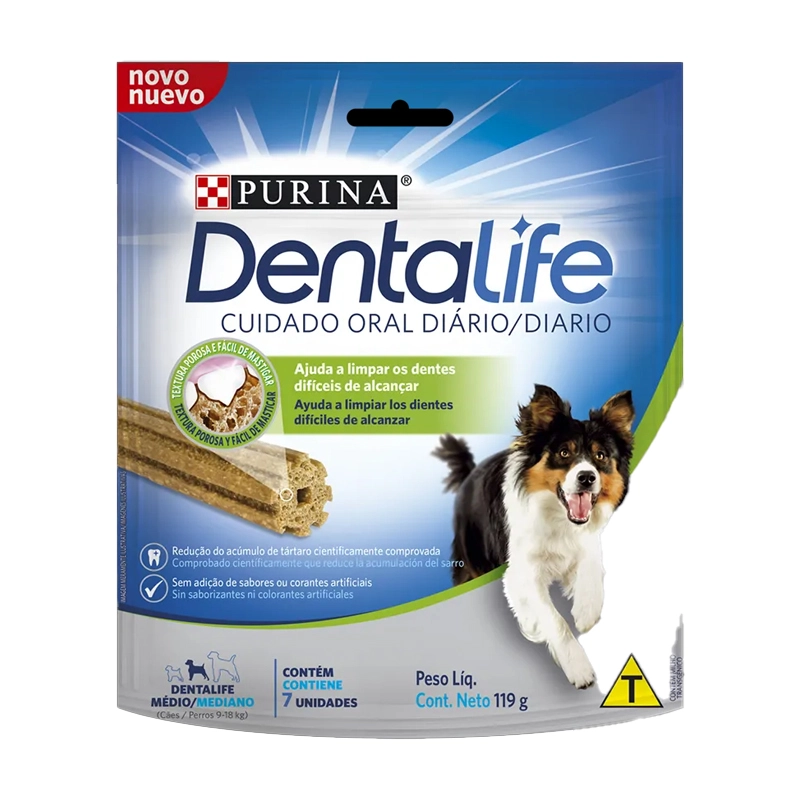 novo
nuevo
PURINA®
Dentalife
CUIDADO ORAL DIÁRIO/DIARIO
TEXTURA POROSA E FÁCIL DE MASTIGAR
TEXTURA POROSA Y FÁCIL DE MASTICAR
Ajuda a limpar os dentes
difíceis de alcançar
Ayuda a limpiar los dientes
difíciles de alcanzar
Redução do acúmulo de tártaro cientificamente comprovada
Comprobado cientificamente que reduce la acumulación del sarro
Sem adição de sabores ou corantes artificiais
Sin saborizantes ni colorantes artificiales
DENTALIFE
MÉDIO/MEDIANO
(Cães / Perros 9-18 kg)
CONTÉM
CONTIENE
7 UNIDADES
Peso Líq.
Cont. Neto 119 g
T